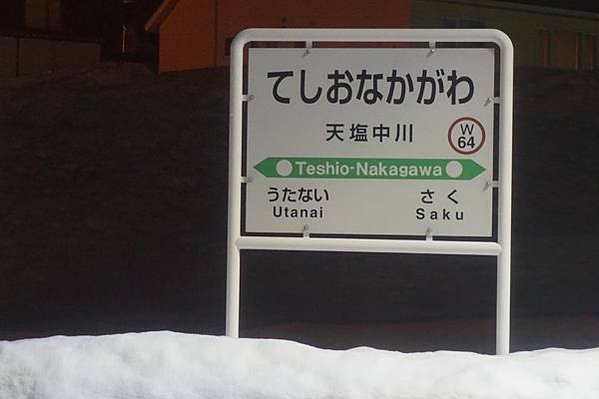 てしおなかがわ
天塩中川
W
64
Teshio-Nakagawa
うたない さく
Utanai Saku